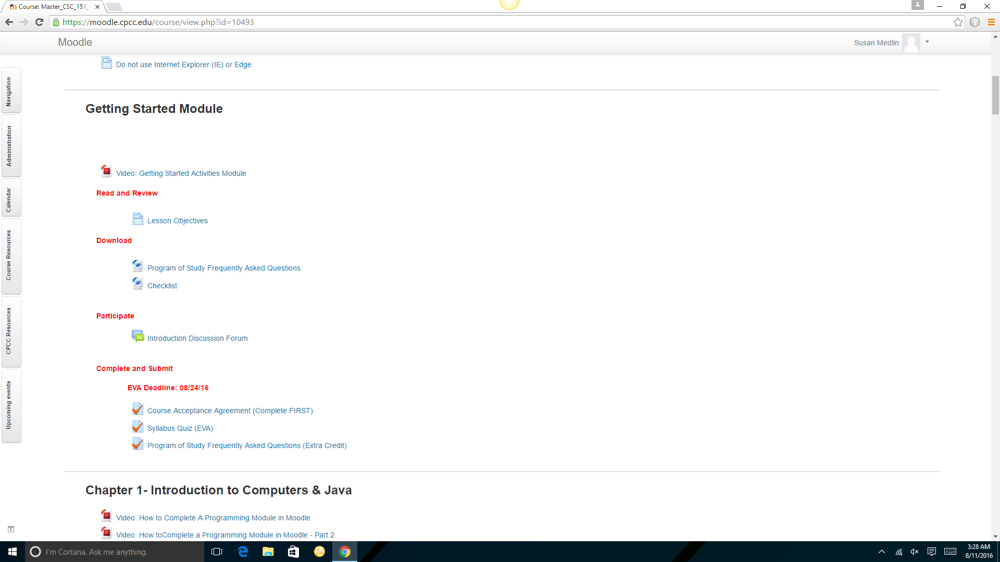 Course: Master_CSC_151_
https://moodle.cpcc.edu/course/view.php?id=10493
Moodle
Susan Medlin
Do not use Internet Explorer (IE) or Edge
Navigation
Administration
Calendar
Course Resources
CPCC Resources
Upcoming events
Getting Started Module
Video: Getting Started Activities Module
Read and Review
Lesson Objectives
Download
Program of Study Frequently Asked Questions
Checklist
Participate
Introduction Discussion Forum
Complete and Submit
EVA Deadline: 08/24/16
Course Acceptance Agreement (Complete FIRST)
Syllabus Quiz (EVA)
Program of Study Frequently Asked Questions (Extra Credit)
Chapter 1- Introduction to Computers & Java
Video: How to Complete A Programming Module in Moodle
Video: How toComplete a Programming Module in Moodle - Part 2
I'm Cortana. Ask me anything.
3:28 AM
8/11/2016